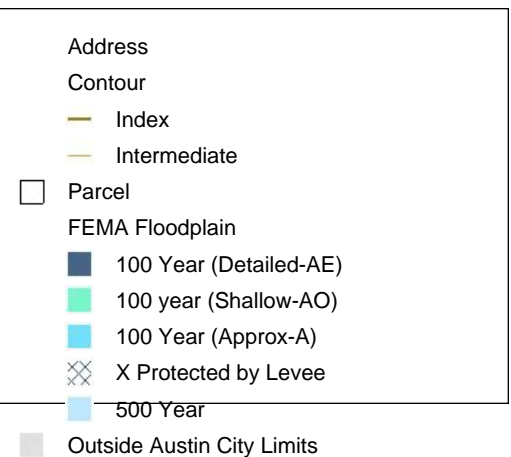 Address
Contour
Index
Intermediate
Parcel
FEMA Floodplain
100 Year (Detailed-AE)
100 year (Shallow-AO)
100 Year (Approx-A)
X Protected by Levee
500 Year
Outside Austin City Limits